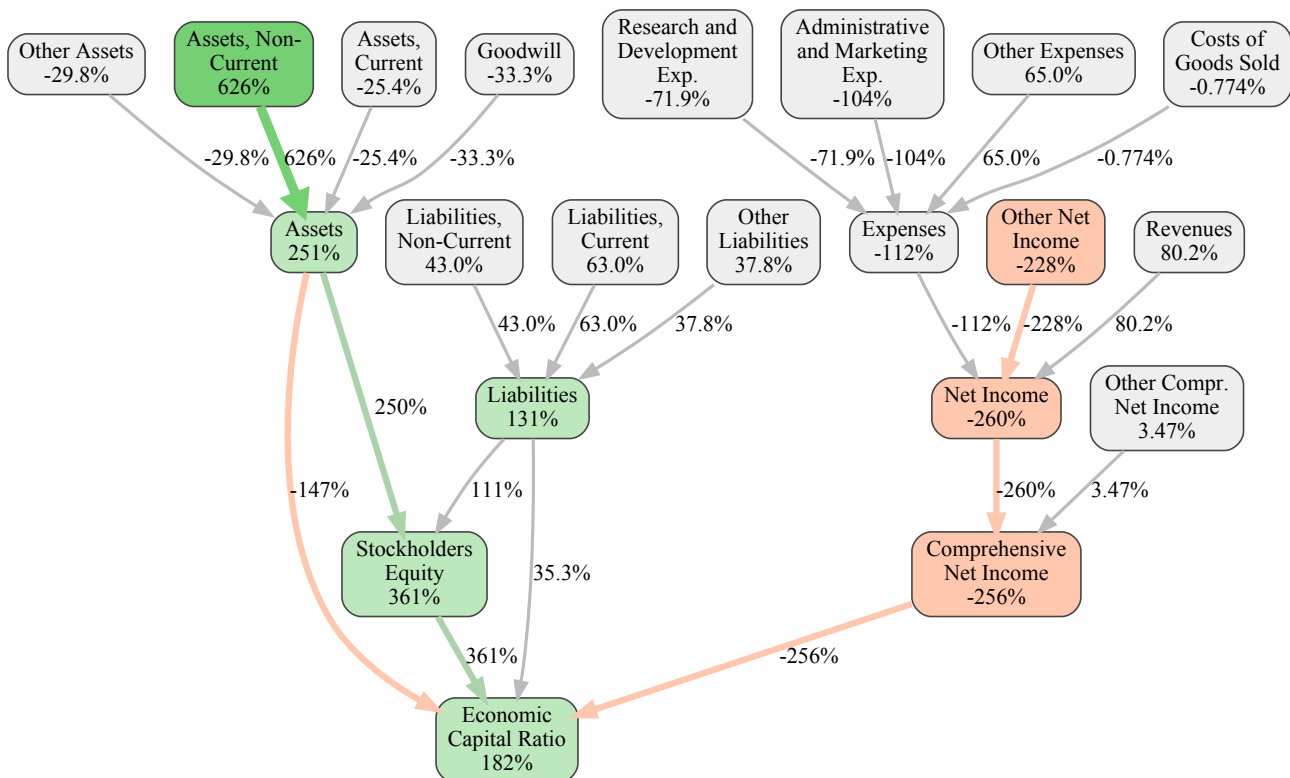 Other Assets
-29.8%
Assets, Non-
Current
626%
Assets,
Current
-25.4%
Goodwill
-33.3%
Research and
Development
Exp.
-71.9%
Administrative
and Marketing
Exp.
-104%
Other Expenses
65.0%
Costs of
Goods Sold
-0.774%
-29.8%
626%
-25.4%
-33.3%
-71.9%
-104%
65.0%
-0.774%
Assets
251%
Liabilities,
Non-Current
43.0%
Liabilities,
Current
63.0%
Other
Liabilities
37.8%
Expenses
-112%
Other Net
Income
-228%
Revenues
80.2%
43.0%
63.0%
37.8%
-112%
-228%
80.2%
250%
Liabilities
131%
Net Income
-260%
Other Compr.
Net Income
3.47%
-147%
111%
-260%
3.47%
Stockholders
Equity
361%
35.3%
Comprehensive
Net Income
-256%
361%
-256%
Economic
Capital Ratio
182%